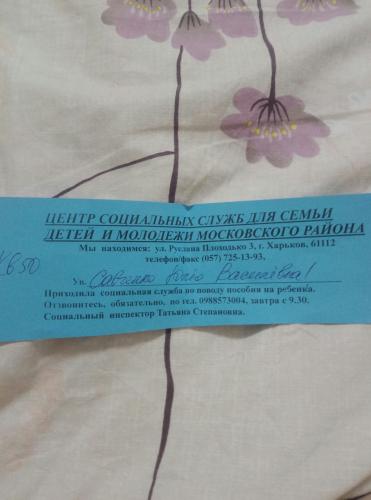 ЦЕНТР СОЦИАЛЬНЫХ СЛУЖБ ДЛЯ СЕМЬИ
ДЕТЕЙ И МОЛОДЕЖИ МОСКОВСКОГО РАЙОНА
Мы находимся: ул. Руслана Плоходько 3, г. Харьков, 61112
телефон/факс (057) 725-13-93,
Ув. Васильевна!
Приходила социальная служба по поводу пособия на ребенка.
Отзвонитесь, обязательно, по тел. 0988573004, завтра с 9.30.
Социальный инспектор Татьяна Степановна.